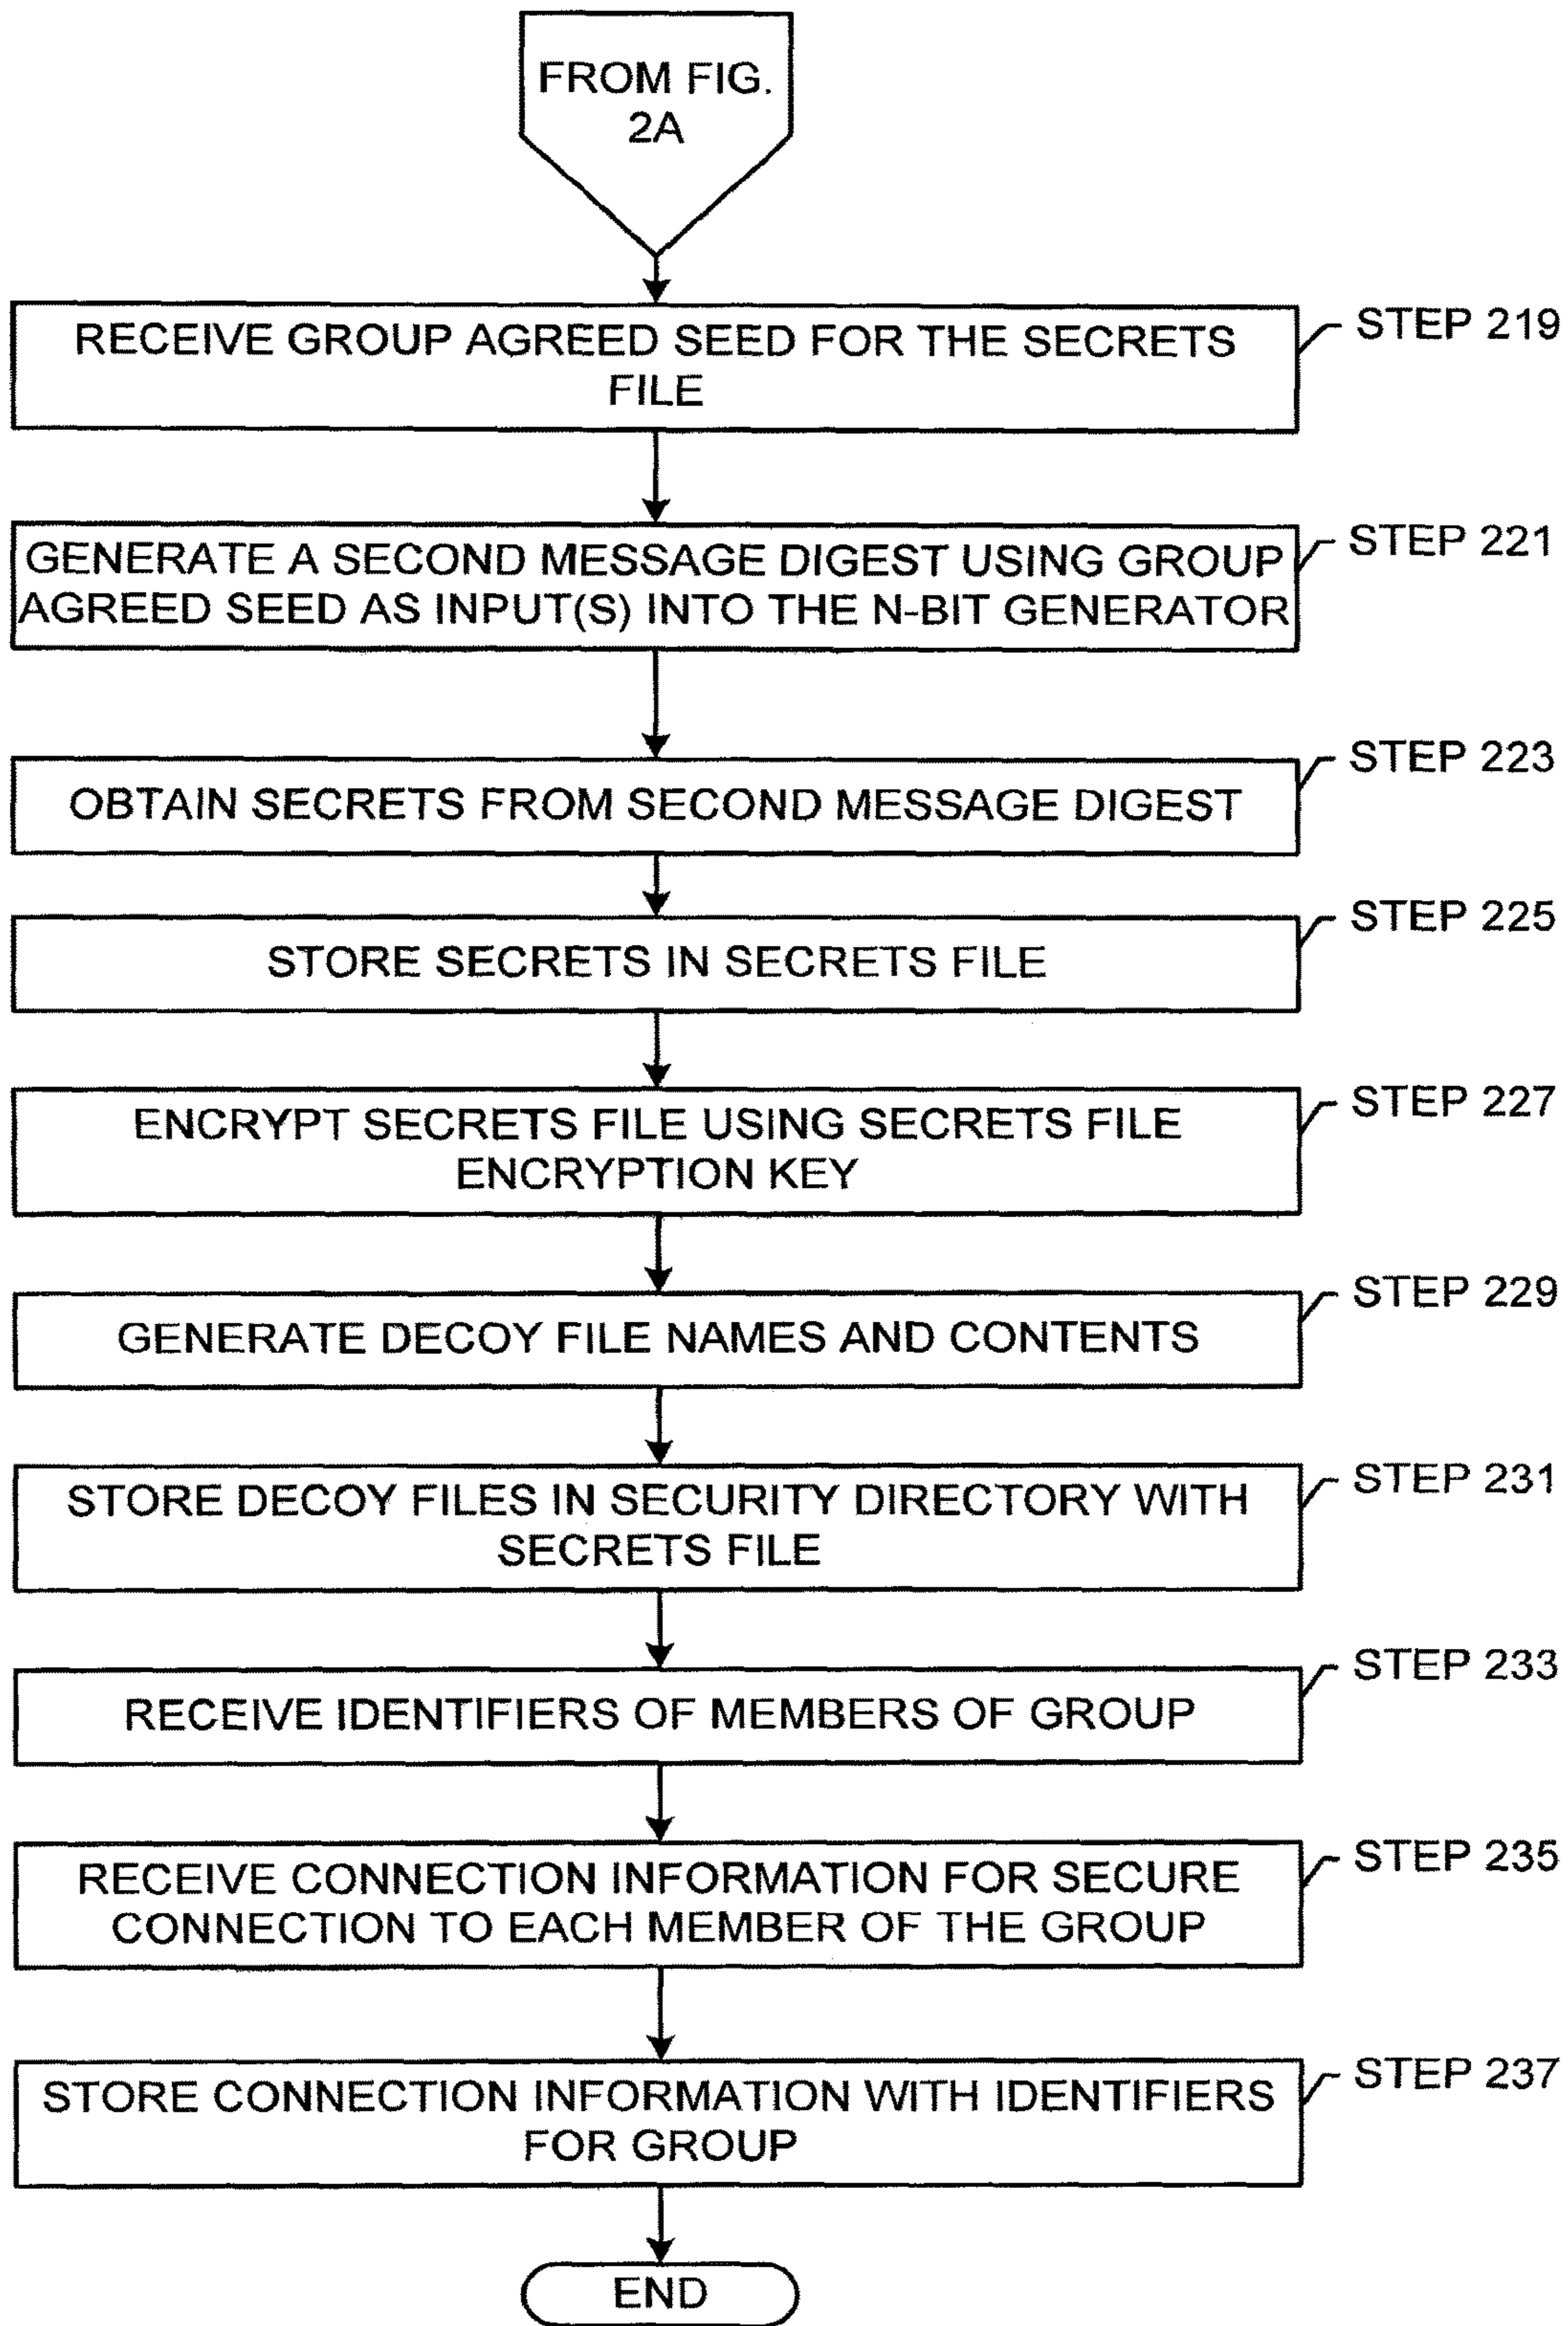 FROM FIG.
2A
RECEIVE GROUP AGREED SEED FOR THE SECRETS
FILE
STEP 219
GENERATE A SECOND MESSAGE DIGEST USING GROUP
AGREED SEED AS INPUT(S) INTO THE N-BIT GENERATOR
STEP 221
OBTAIN SECRETS FROM SECOND MESSAGE DIGEST
STEP 223
STORE SECRETS IN SECRETS FILE
STEP 225
ENCRYPT SECRETS FILE USING SECRETS FILE
ENCRYPTION KEY
STEP 227
GENERATE DECOY FILE NAMES AND CONTENTS
STEP 229
STORE DECOY FILES IN SECURITY DIRECTORY WITH
SECRETS FILE
STEP 231
RECEIVE IDENTIFIERS OF MEMBERS OF GROUP
STEP 233
RECEIVE CONNECTION INFORMATION FOR SECURE
CONNECTION TO EACH MEMBER OF THE GROUP
STEP 235
STORE CONNECTION INFORMATION WITH IDENTIFIERS
FOR GROUP
STEP 237
END